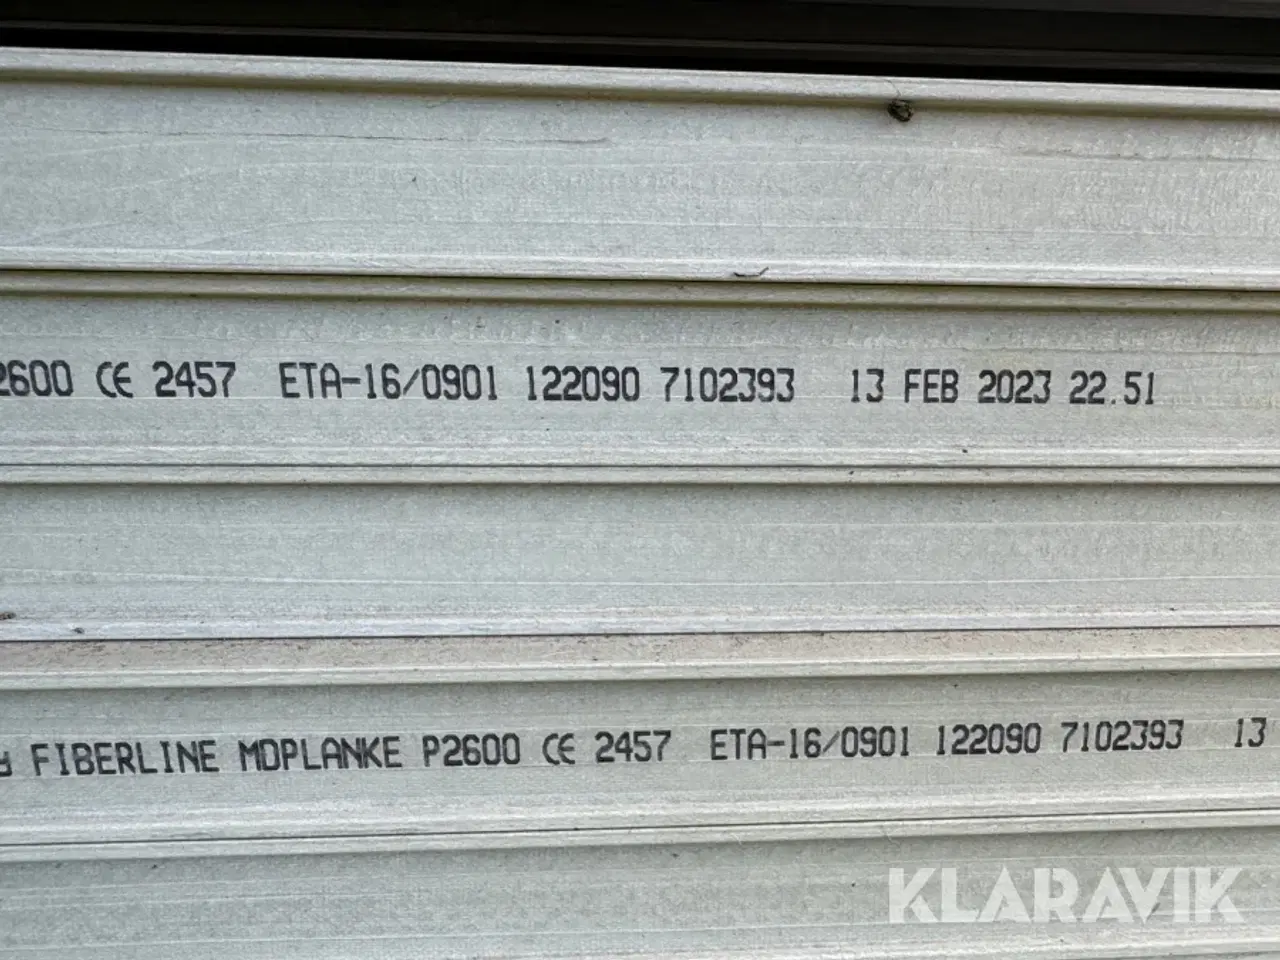 2600 CE 2457 ETA-16/0901 122090 7102393 13 FEB 2023 22.51
FIBERLINE MDPLANKE P2600 CE 2457 ETA-16/0901 122090 7102393 13
KLARAVIK